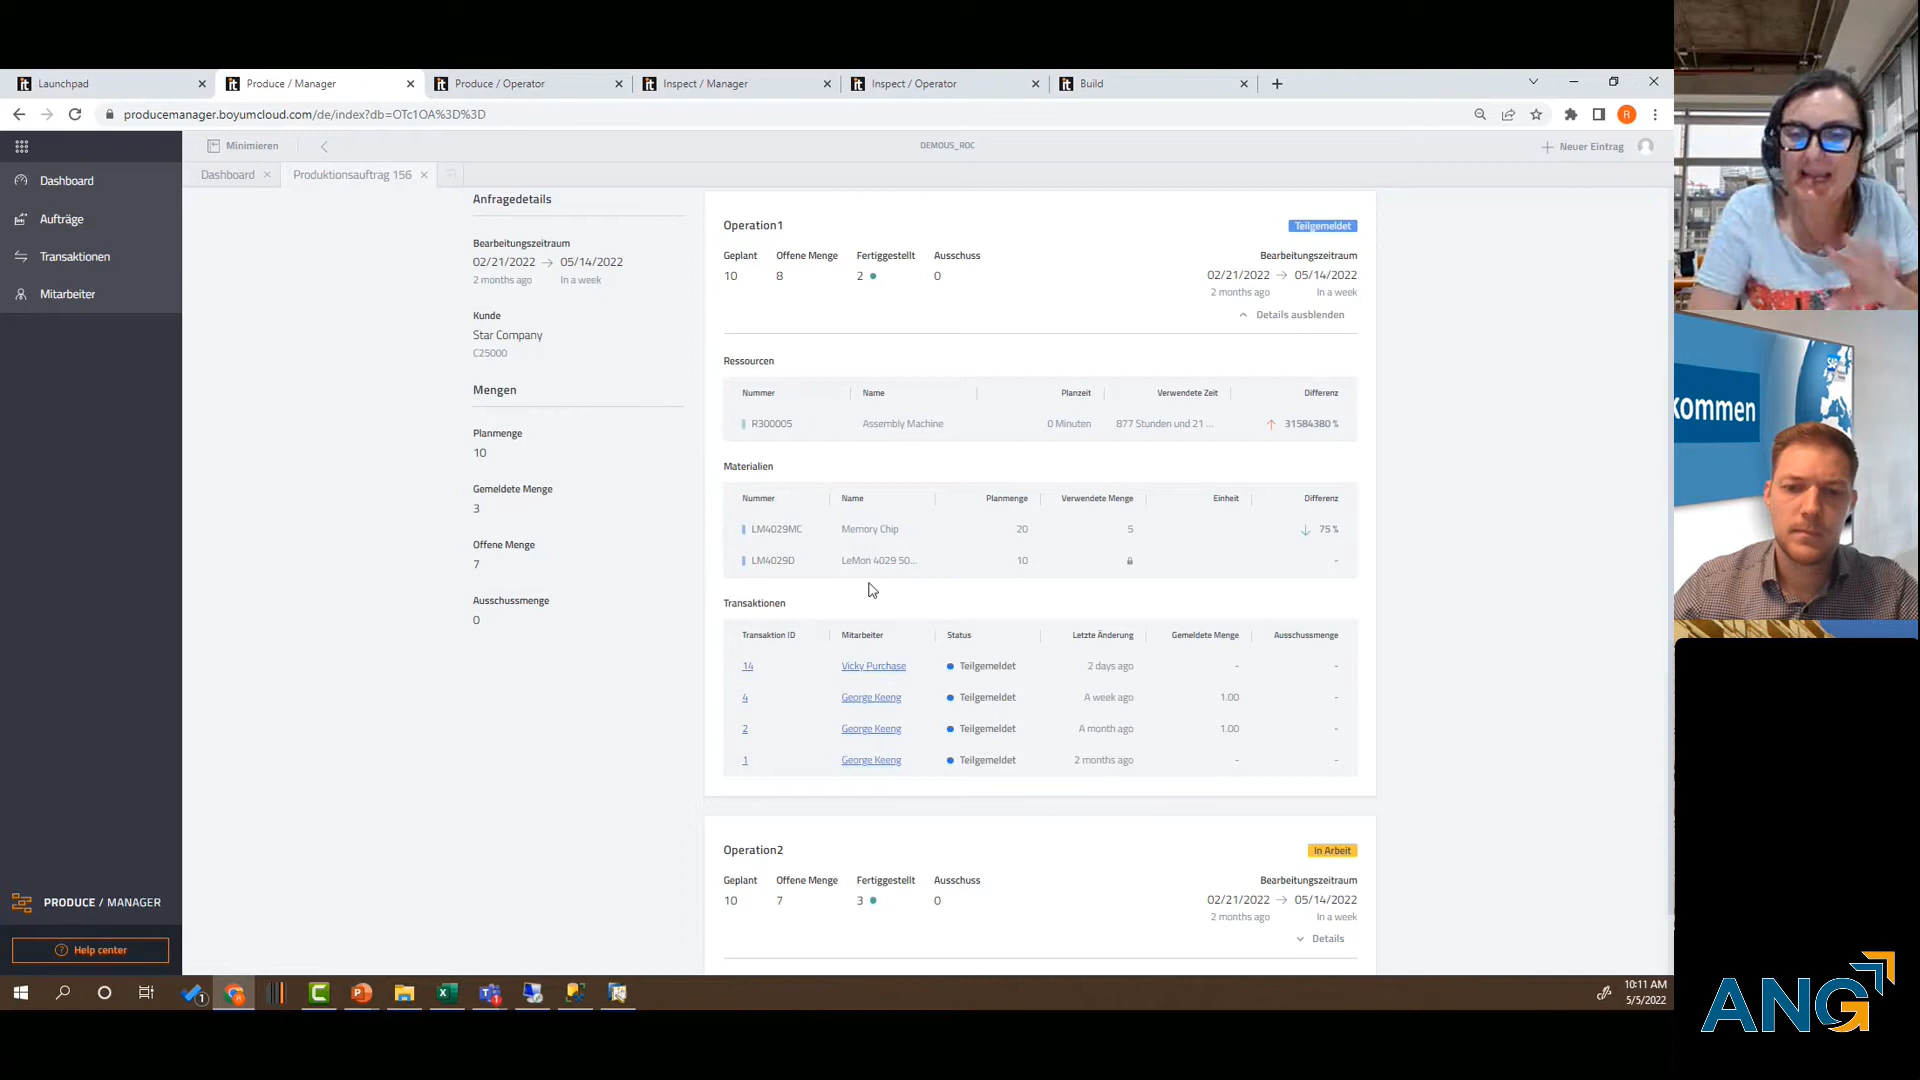 Launchpad
Produce / Manager
Produce / Operator
Inspect / Manager
Inspect / Operator
Build
producemanager.boyumcloud.com/de/index?db=OTc1OA%3D%3D
R
Minimieren
DEMOUS_ROC
Neuer Eintrag
Dashboard
Produktionsauftrag 156
Dashboard
Aufträge
Transaktionen
Mitarbeiter
PRODUCE / MANAGER
Help center
Anfragedetails
Bearbeitungszeitraum
02/21/2022 → 05/14/2022
2 months ago In a week
Kunde
Star Company
C25000
Mengen
Planmenge
10
Gemeldete Menge
3
Offene Menge
7
Ausschussmenge
0
Operation1 Teilgemeldet
Geplant Offene Menge Fertiggestellt Ausschuss Bearbeitungszeitraum
10 8 2 0 02/21/2022 → 05/14/2022
2 months ago In a week
Details ausblenden
Ressourcen
Nummer Name Planzeit Verwendete Zeit Differenz
R300005 Assembly Machine 0 Minuten 877 Stunden und 21 ... ↑ 31584380 %
Materialien
Nummer Name Planmenge Verwendete Menge Einheit Differenz
LM4029MC Memory Chip 20 5 ↓ 75 %
LM4029D LeMon 4029 50... 10 -
Transaktionen
Transaktion ID Mitarbeiter Status Letzte Änderung Gemeldete Menge Ausschussmenge
14 Vicky Purchase Teilgemeldet 2 days ago - -
4 George Keeng Teilgemeldet A week ago 1.00 -
2 George Keeng Teilgemeldet A month ago 1.00 -
1 George Keeng Teilgemeldet 2 months ago - -
Operation2 In Arbeit
Geplant Offene Menge Fertiggestellt Ausschuss Bearbeitungszeitraum
10 7 3 0 02/21/2022 → 05/14/2022
2 months ago In a week
Details
10:11 AM
5/5/2022
kommen
ANG